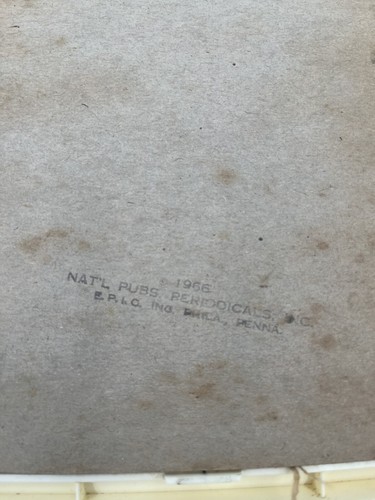 1966
NAT'L PUBS. PERIODICALS, INC.
E.P.I.C. INC. PHILA., PENNA.